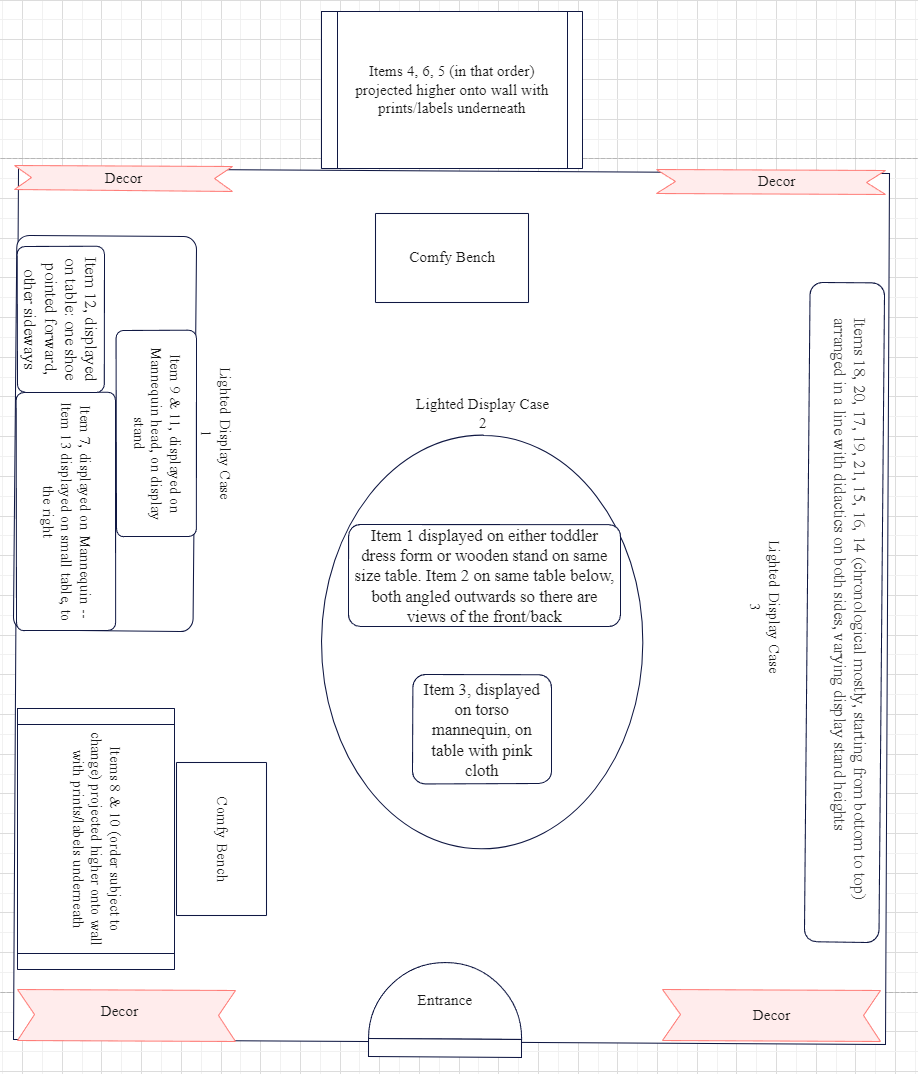 Items 4, 6, 5 (in that order)
projected higher onto wall with
prints/labels underneath
Decor
Decor
Comfy Bench
Item 12, displayed
on table: one shoe
pointed forward,
other sideways
Item 9 & 11, displayed on
Mannequin head, on display
stand
Lighted Display Case
1
Item 7, displayed on Mannequin --
Item 13 displayed on small table, to
the right
Lighted Display Case
2
Item 1 displayed on either toddler
dress form or wooden stand on same
size table. Item 2 on same table below,
both angled outwards so there are
views of the front/back
Item 3, displayed
on torso
mannequin, on
table with pink
cloth
Items 18, 20, 17, 19, 21, 15, 16, 14 (chronological mostly, starting from bottom to top)
arranged in a line with didactics on both sides, varying display stand heights
Lighted Display Case
3
Items 8 & 10 (order subject to
change) projected higher onto wall
with prints/labels underneath
Comfy Bench
Entrance
Decor
Decor